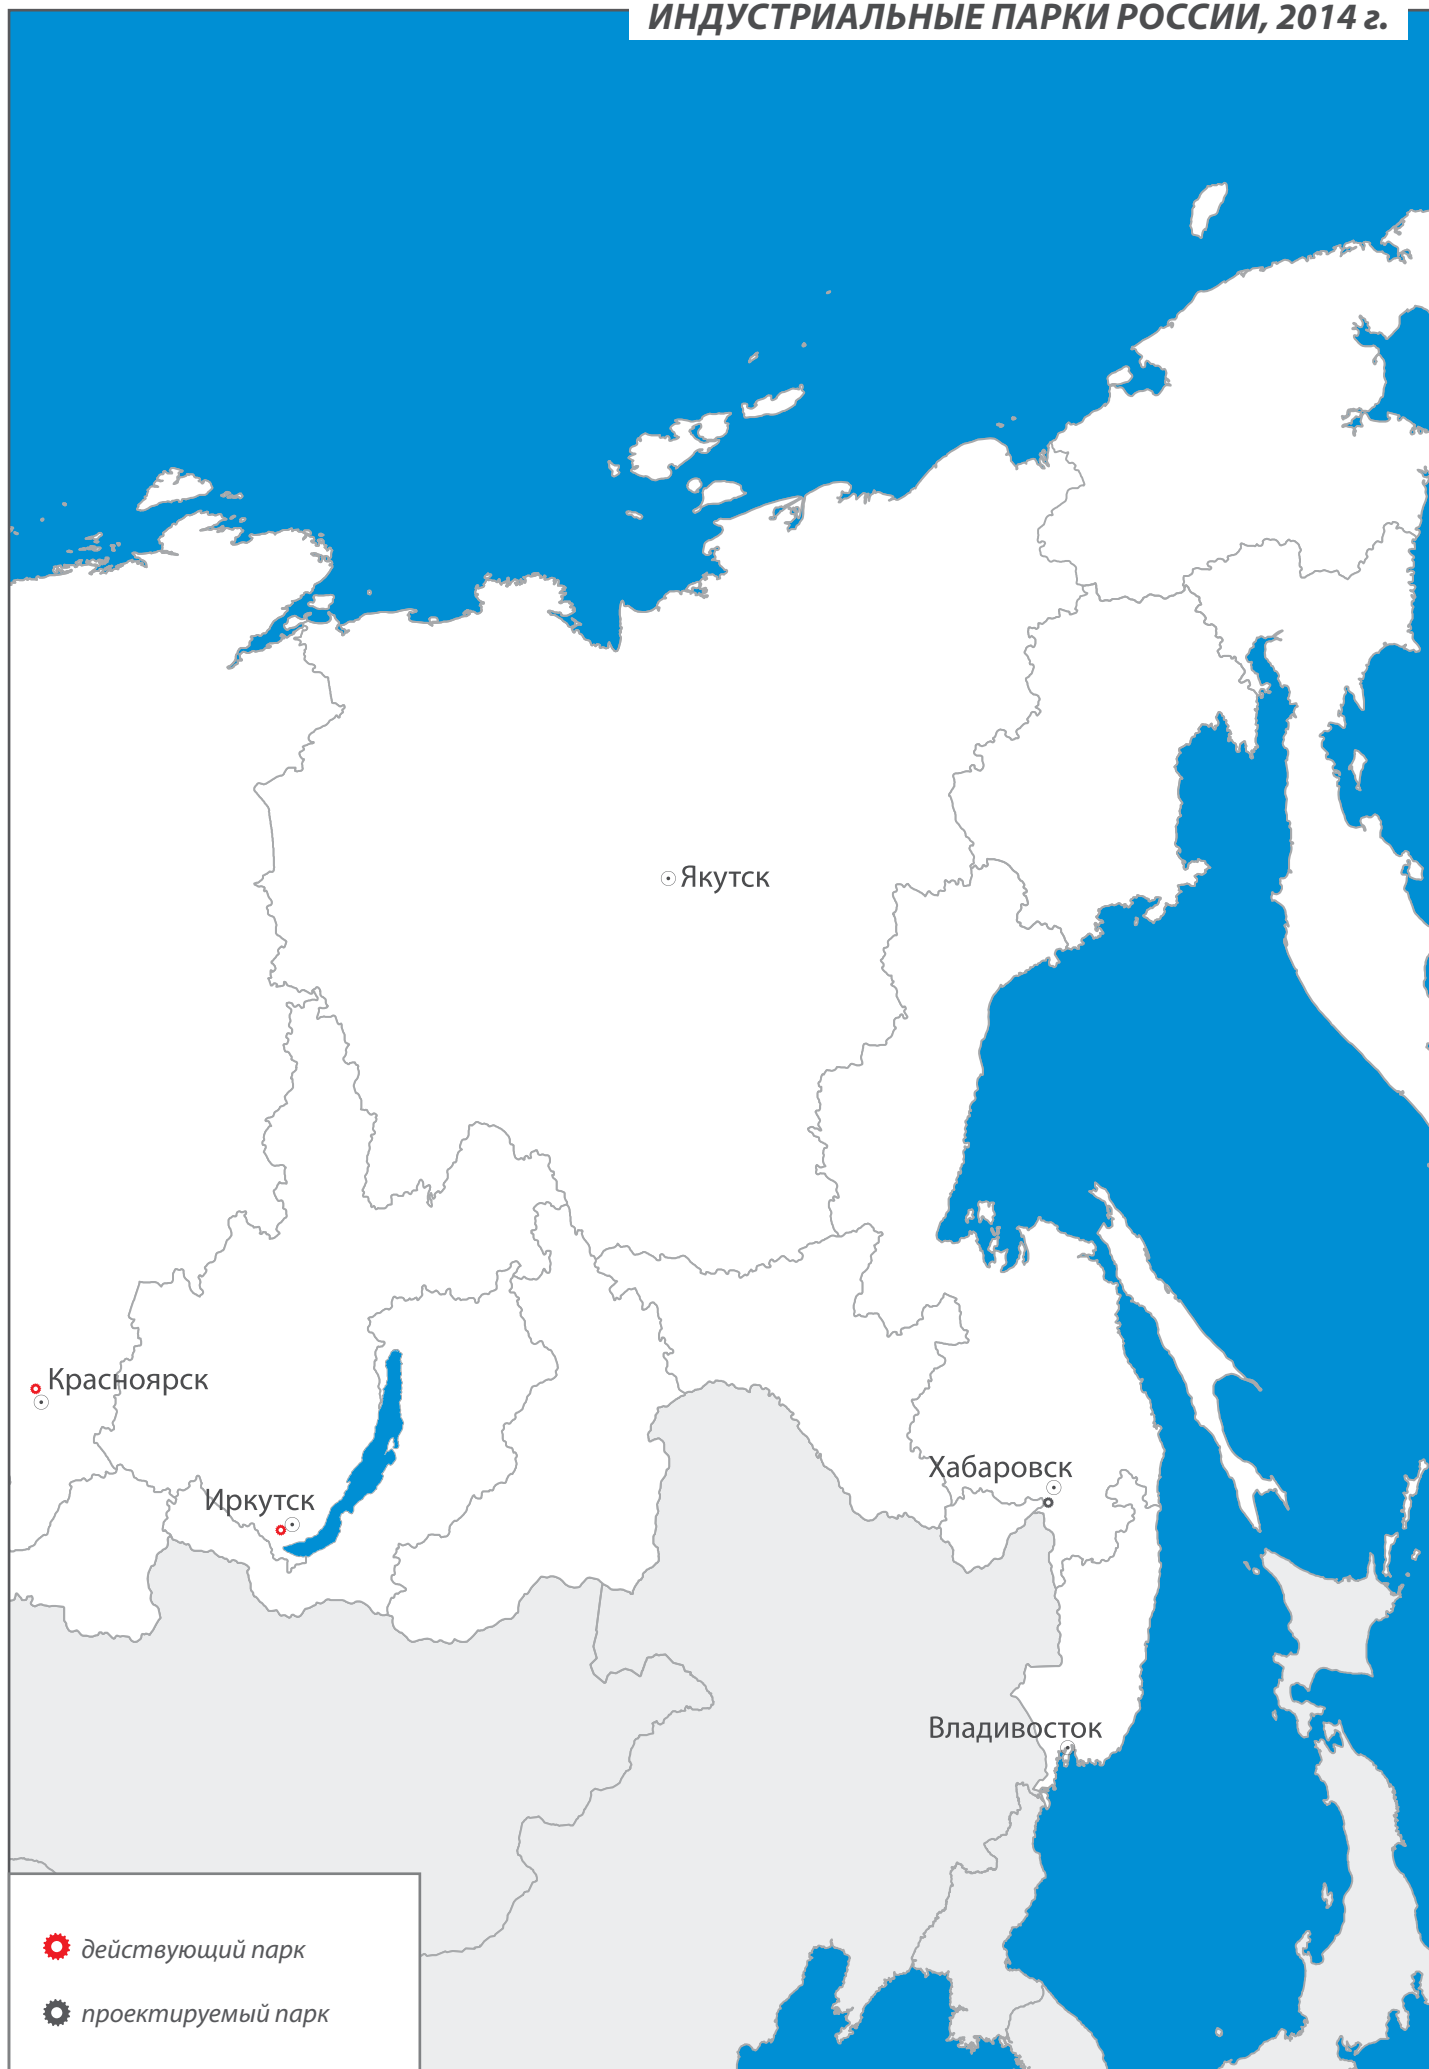 ИНДУСТРИАЛЬНЫЕ ПАРКИ РОССИИ, 2014 г.
Якутск
Красноярск
Хабаровск
Иркутск
Владивосток
действующий парк
проектируемый парк